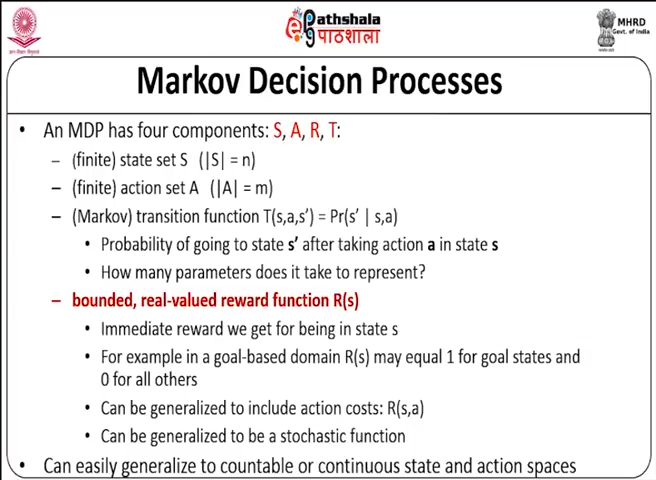 ePathshala
पाठशाला
MHRD
Govt. of India
Markov Decision Processes
• An MDP has four components: S, A, R, T:
– (finite) state set S (|S| = n)
– (finite) action set A (|A| = m)
– (Markov) transition function T(s,a,s’) = Pr(s’ | s,a)
• Probability of going to state s’ after taking action a in state s
• How many parameters does it take to represent?
– bounded, real-valued reward function R(s)
• Immediate reward we get for being in state s
• For example in a goal-based domain R(s) may equal 1 for goal states and
0 for all others
• Can be generalized to include action costs: R(s,a)
• Can be generalized to be a stochastic function
• Can easily generalize to countable or continuous state and action spaces